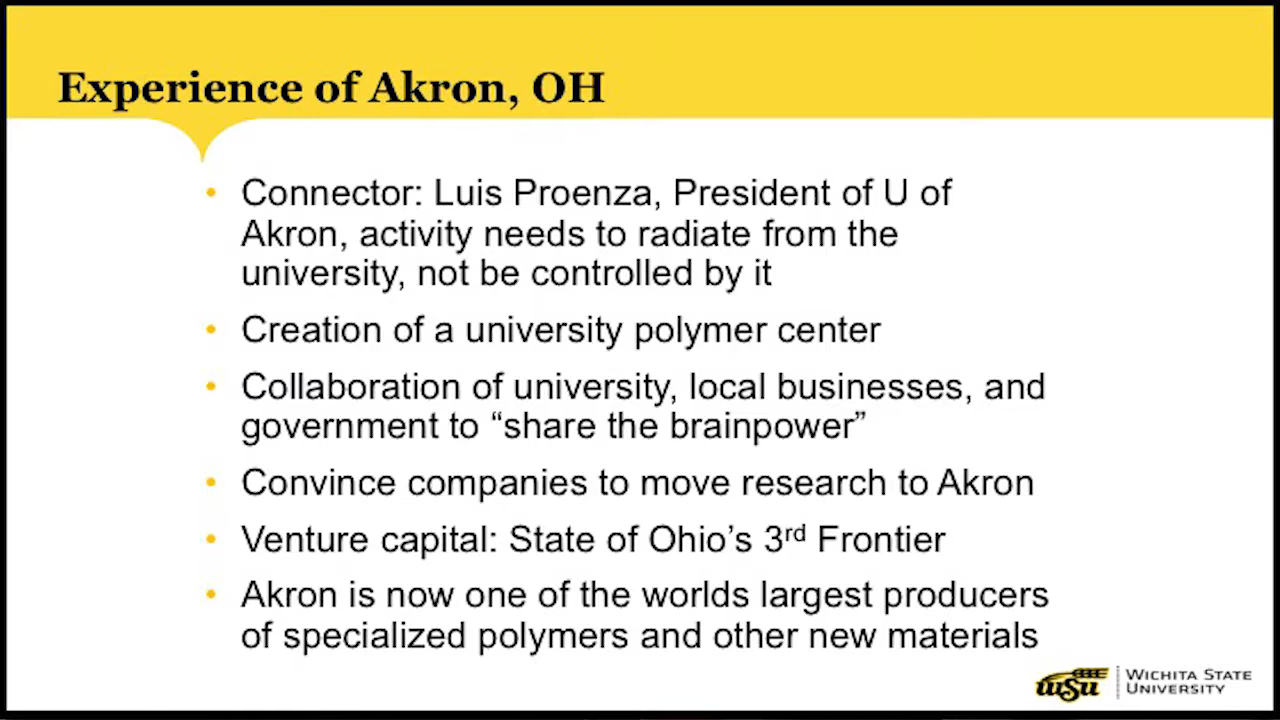 Experience of Akron, OH
• Connector: Luis Proenza, President of U of
Akron, activity needs to radiate from the
university, not be controlled by it
• Creation of a university polymer center
• Collaboration of university, local businesses, and
government to “share the brainpower”
• Convince companies to move research to Akron
• Venture capital: State of Ohio’s 3rd Frontier
• Akron is now one of the worlds largest producers
of specialized polymers and other new materials
wsu
WICHITA STATE
UNIVERSITY